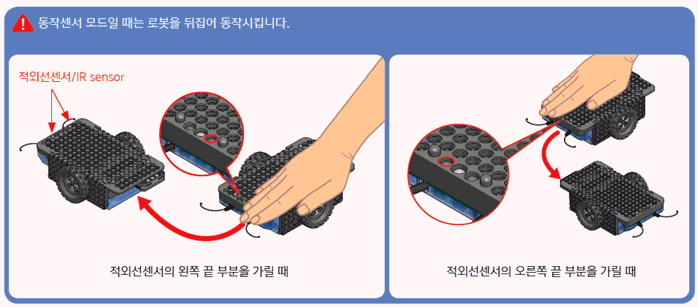 동작센서 모드일 때는 로봇을 뒤집어 동작시킵니다.
적외선센서/IR sensor
적외선센서의 왼쪽 끝 부분을 가릴 때
적외선센서의 오른쪽 끝 부분을 가릴 때